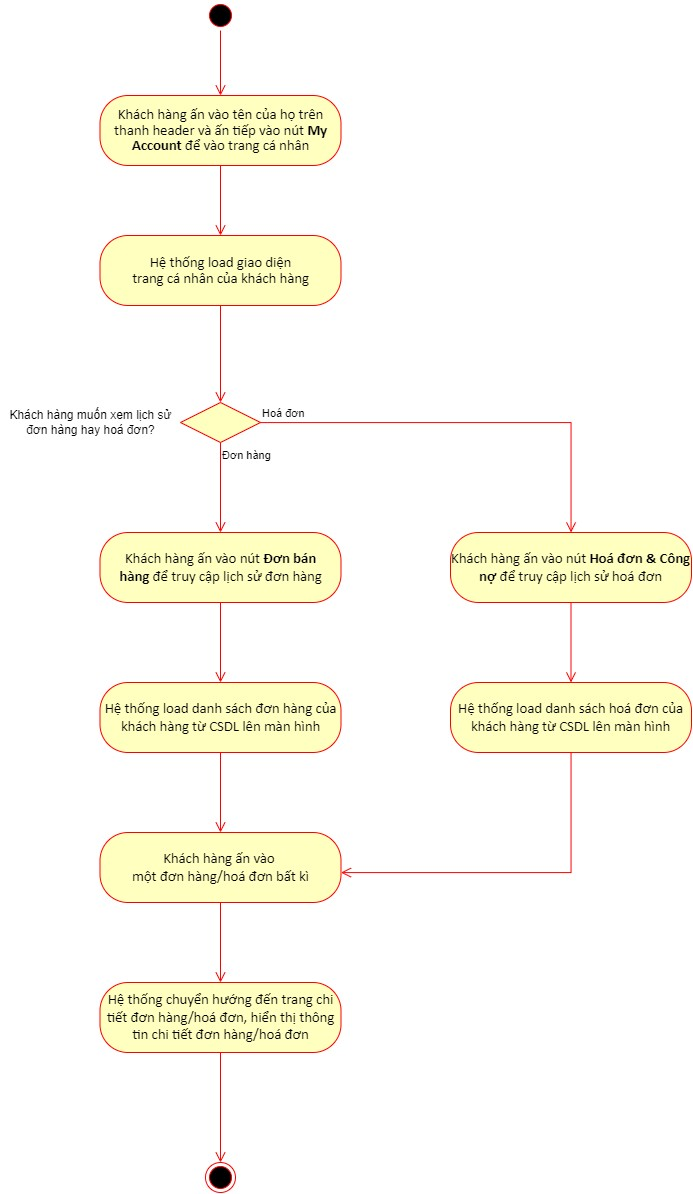 Khách hàng ấn vào tên của họ trên
thanh header và ấn tiếp vào nút My
Account để vào trang cá nhân
Hệ thống load giao diện
trang cá nhân của khách hàng
Khách hàng muốn xem lịch sử
đơn hàng hay hoá đơn?
Hoá đơn
Đơn hàng
Khách hàng ấn vào nút Đơn bán
hàng để truy cập lịch sử đơn hàng
Khách hàng ấn vào nút Hoá đơn & Công
nợ để truy cập lịch sử hoá đơn
Hệ thống load danh sách đơn hàng của
khách hàng từ CSDL lên màn hình
Hệ thống load danh sách hoá đơn của
khách hàng từ CSDL lên màn hình
Khách hàng ấn vào
một đơn hàng/hoá đơn bất kì
Hệ thống chuyển hướng đến trang chi
tiết đơn hàng/hoá đơn, hiển thị thông
tin chi tiết đơn hàng/hoá đơn